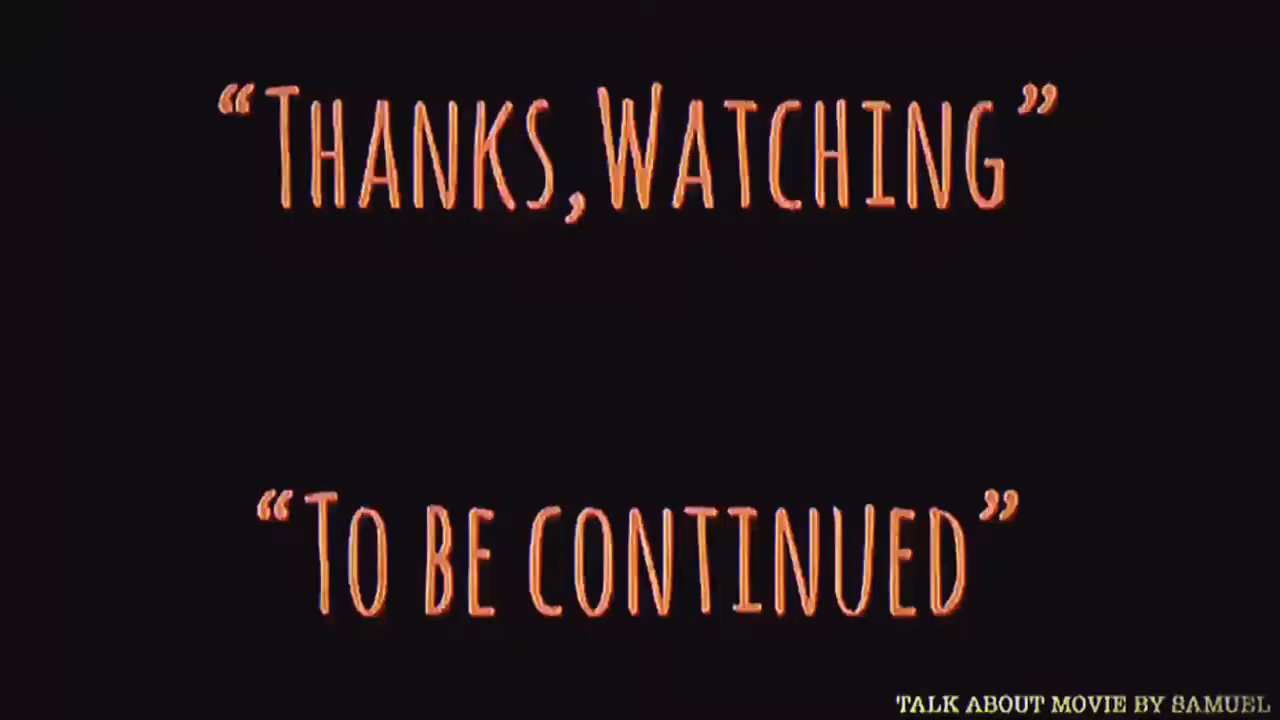 “Thanks,Watching”
“To be continued”
TALK ABOUT MOVIE BY SAMUEL